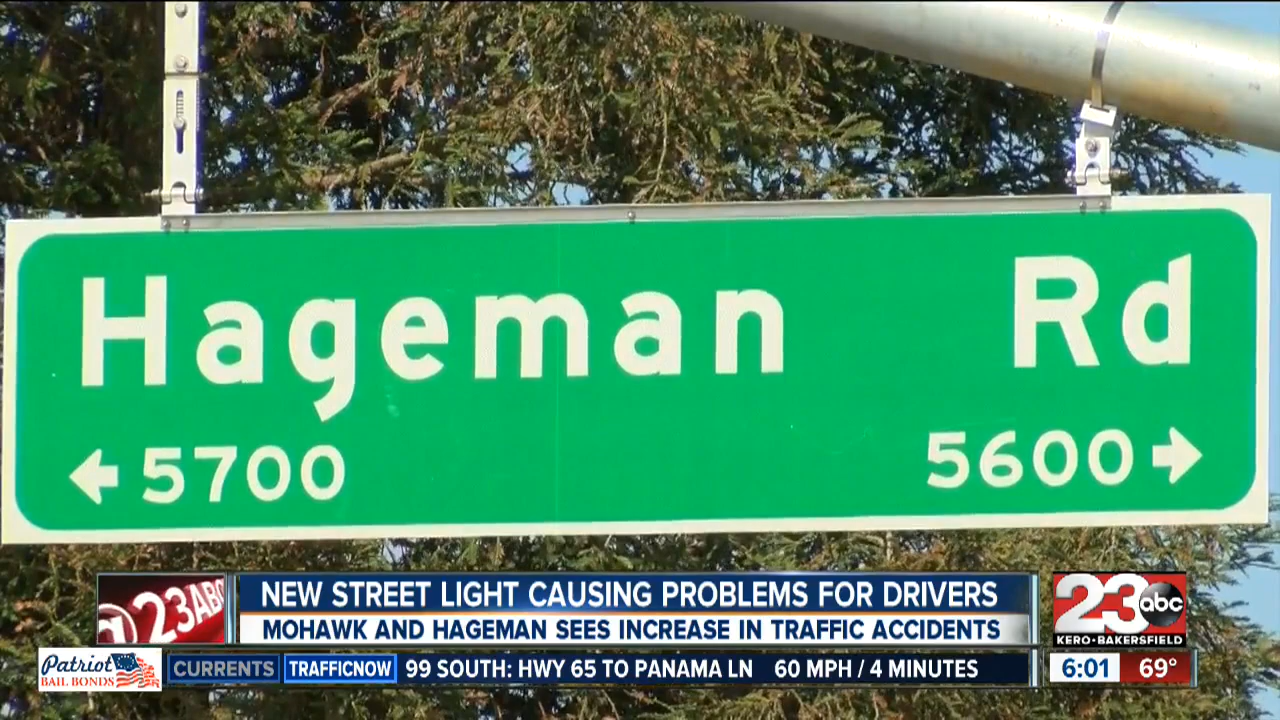 Hageman Rd
← 5700 5600 →
23ABC
NEW STREET LIGHT CAUSING PROBLEMS FOR DRIVERS
MOHAWK AND HAGEMAN SEES INCREASE IN TRAFFIC ACCIDENTS
23 abc
KERO•BAKERSFIELD
Patriot
BAIL BONDS
CURRENTS TRAFFICNOW 99 SOUTH: HWY 65 TO PANAMA LN 60 MPH / 4 MINUTES
6:01 69°